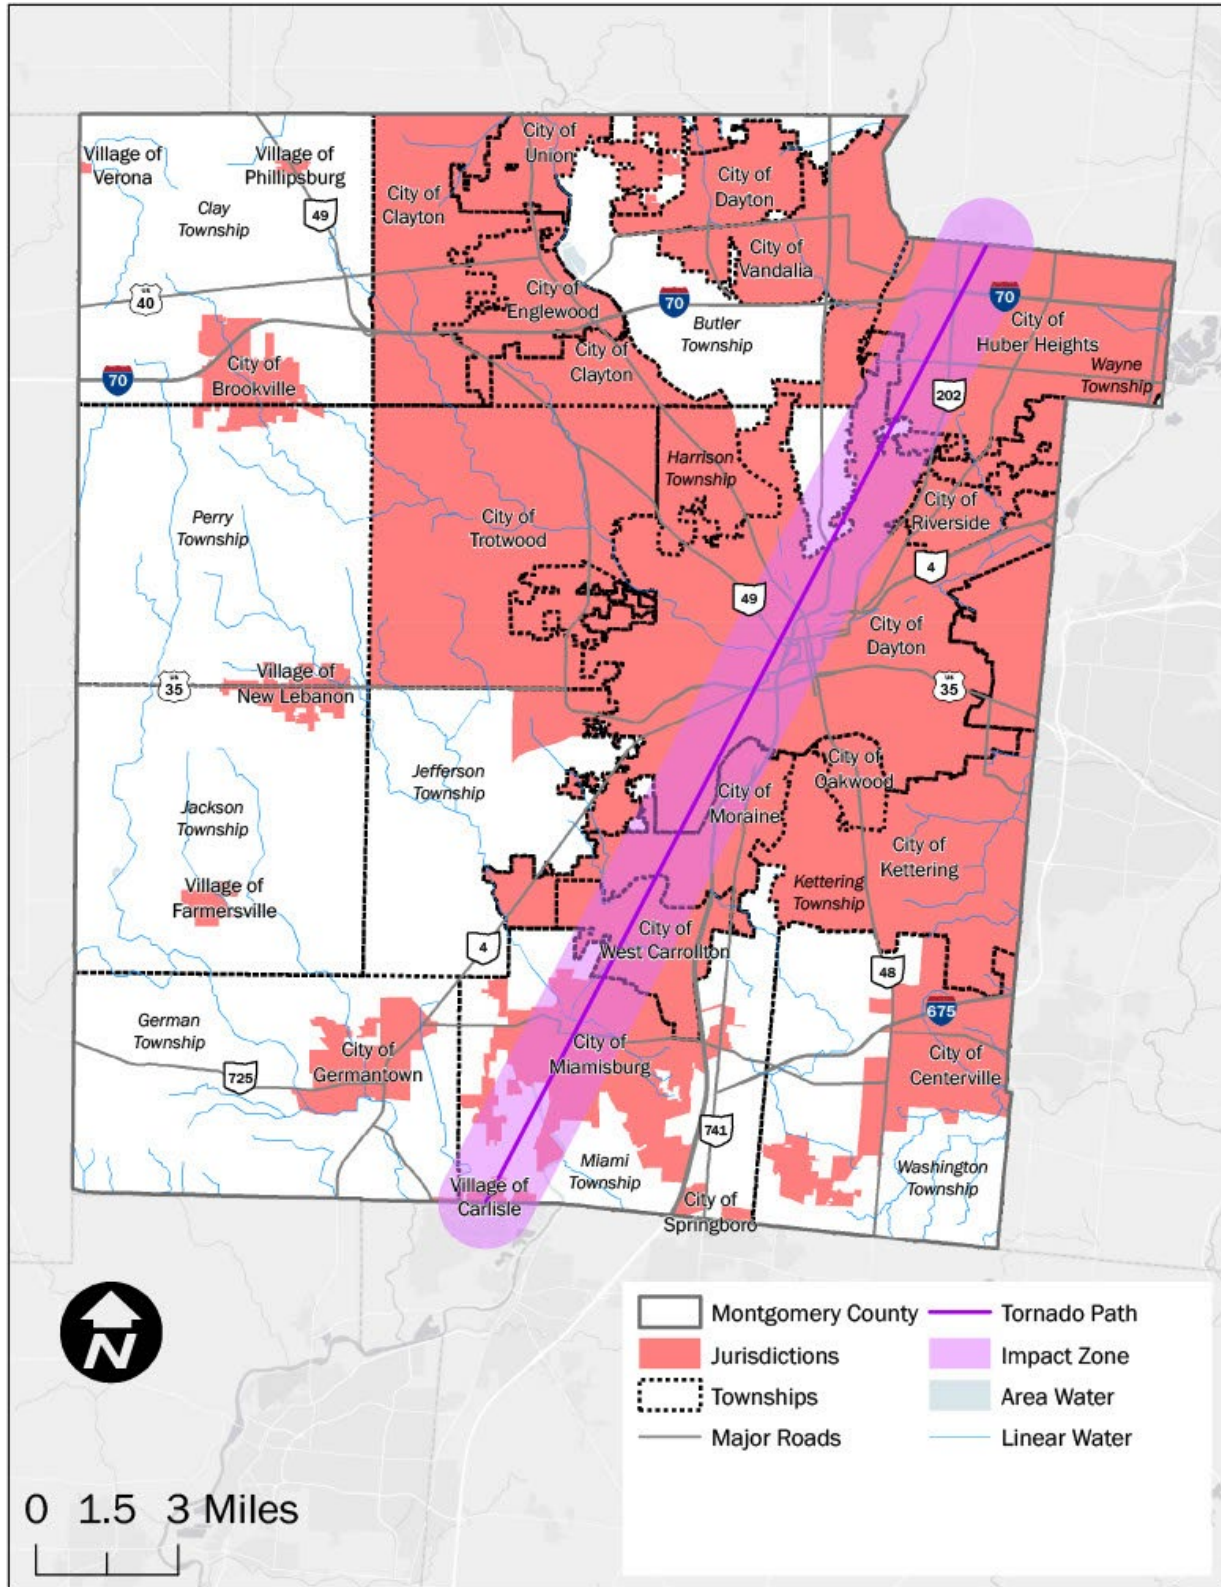 City of
Union
Village of
Verona
Village of
Phillipsburg
City of
Dayton
City of
Clayton
Clay
Township
49
City of
Vandalia
US
40
City of
Englewood
70
70
City of
Huber Heights
Butler
Township
City of
Clayton
Wayne
Township
70
City of
Brookville
202
Harrison
Township
City of
Riverside
Perry
Township
City of
Trotwood
4
49
City of
Dayton
Village of
New Lebanon
US
35
US
35
Jefferson
Township
City of
Oakwood
City of
Moraine
Jackson
Township
City of
Kettering
Village of
Farmersville
Kettering
Township
City of
West Carrollton
4
48
675
German
Township
City of
Germantown
City of
Miamisburg
City of
Centerville
725
741
Miami
Township
Washington
Township
Village of
Carlisle
City of
Springboro
N
Montgomery County
Tornado Path
Jurisdictions
Impact Zone
Townships
Area Water
Major Roads
Linear Water
0 1.5 3 Miles